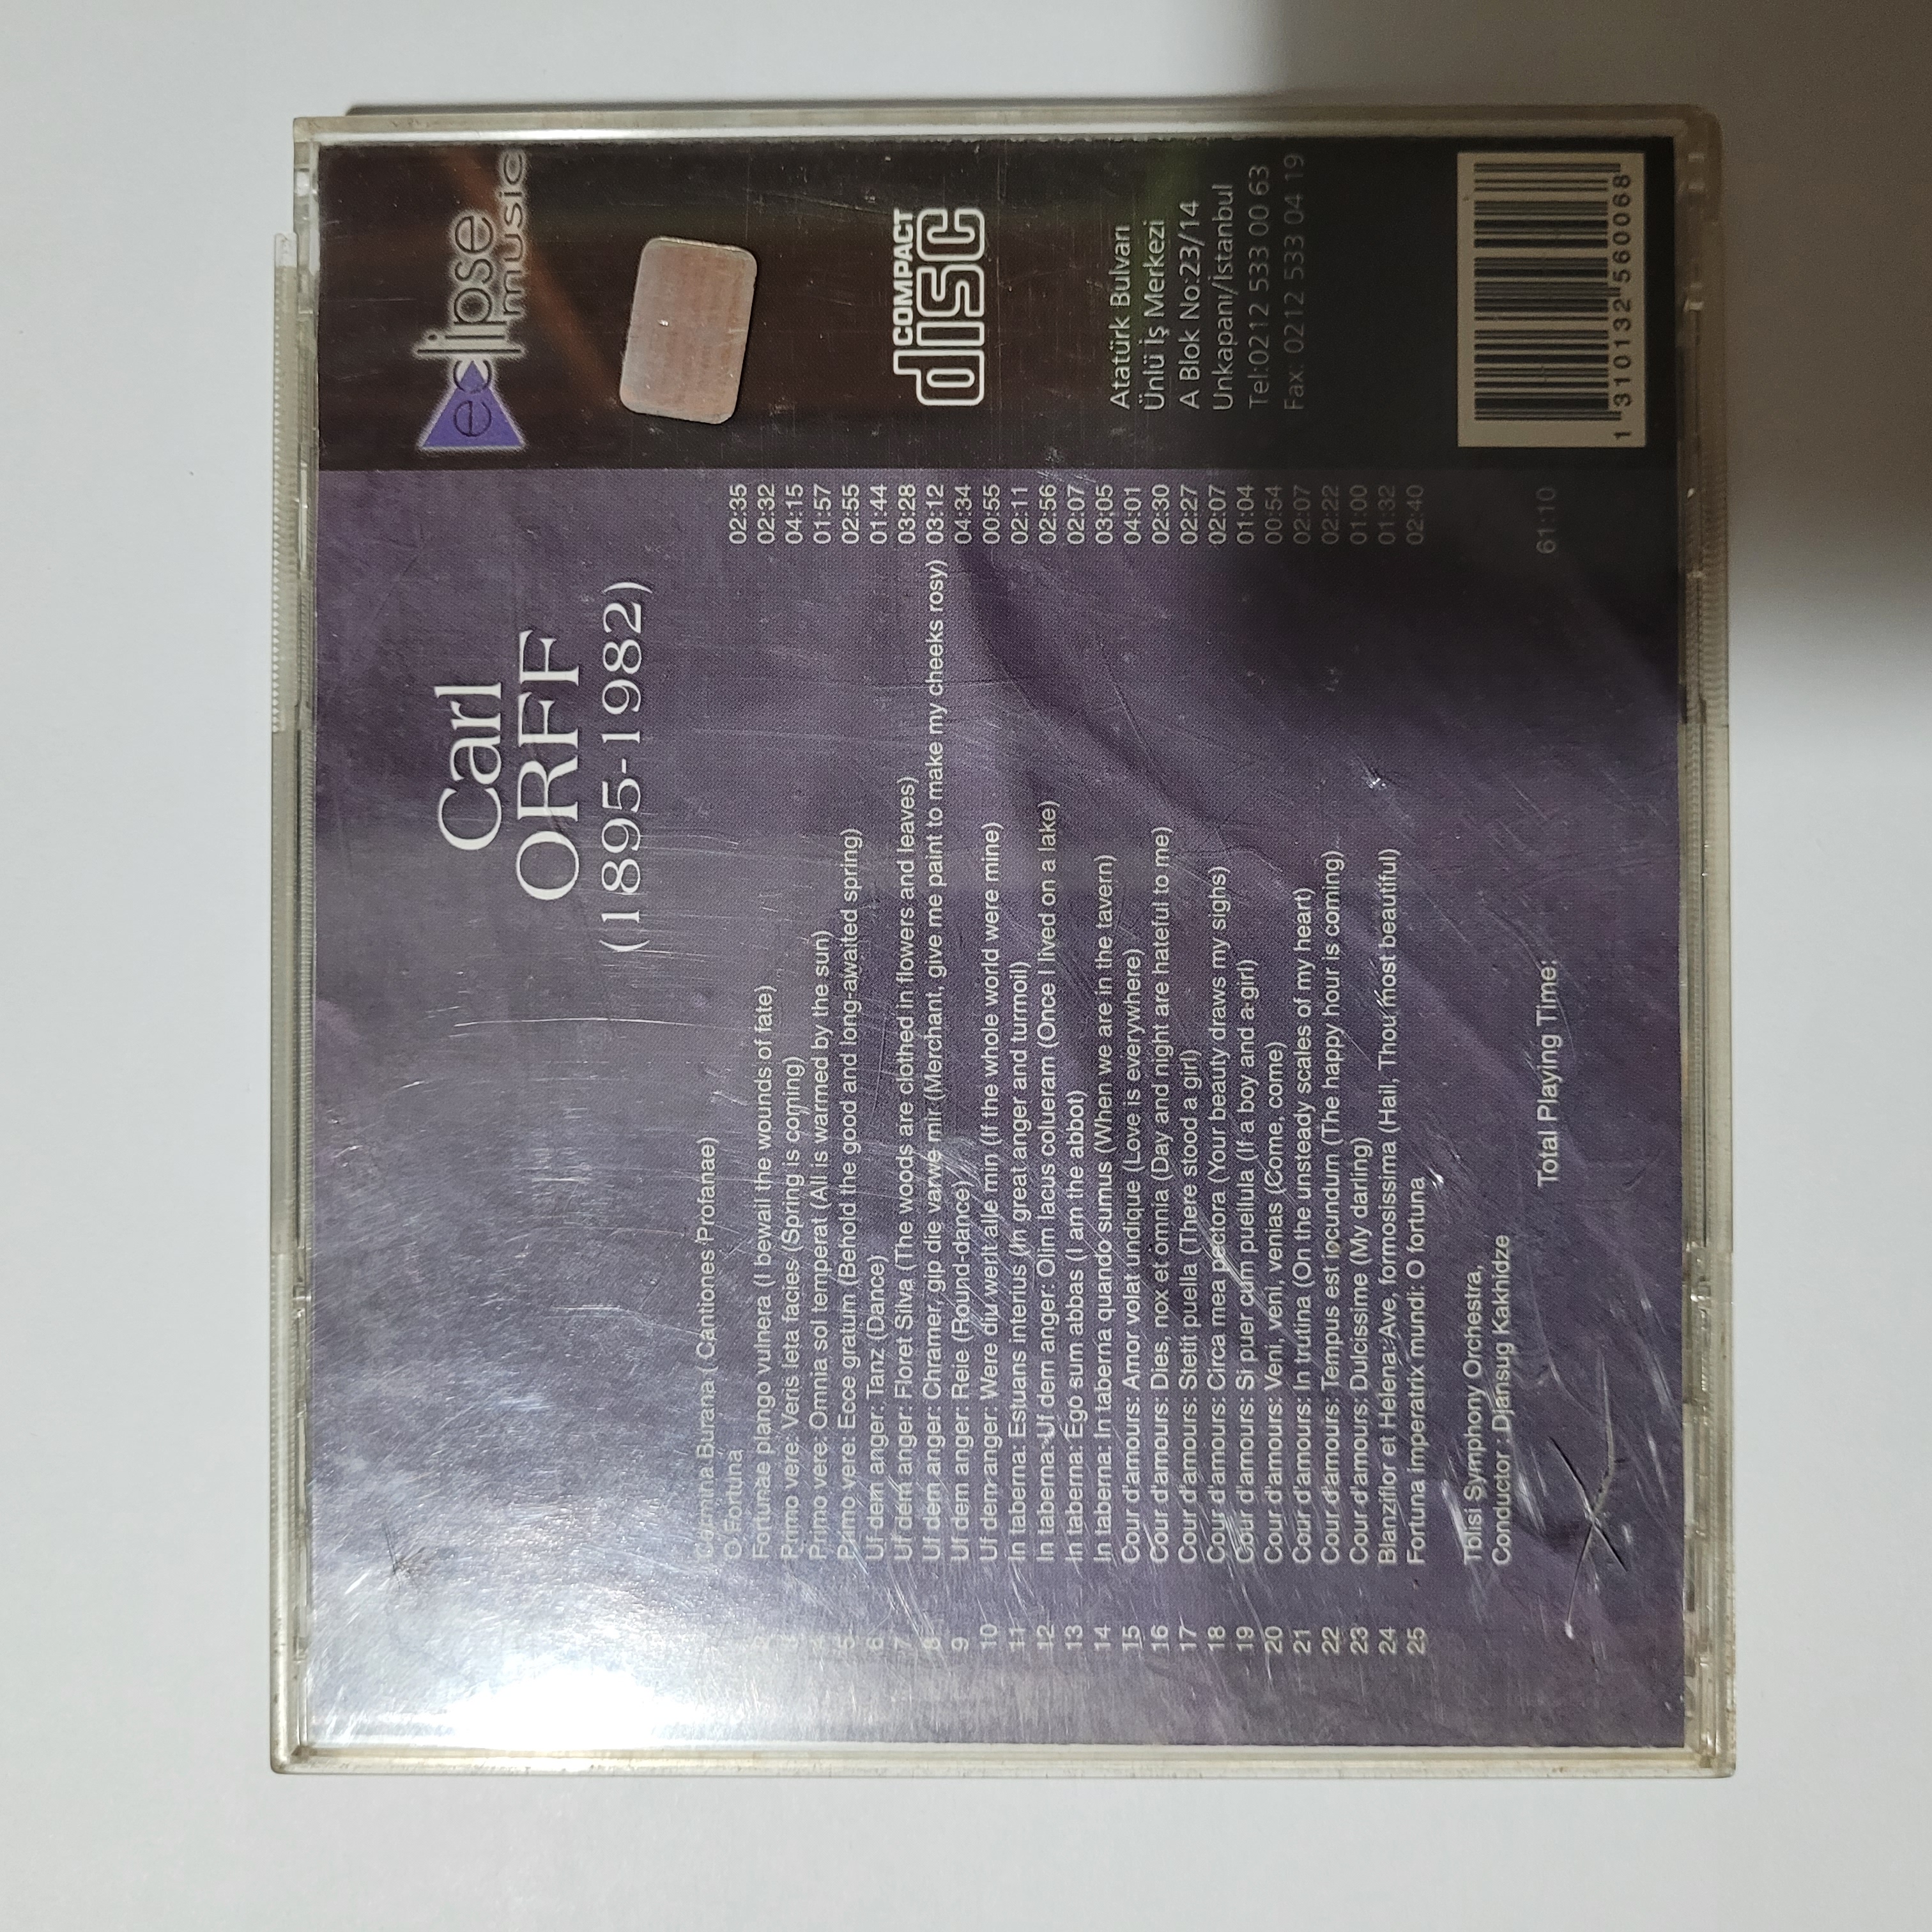 Carl
ORFF
(1895-1982)
Carmina Burana ( Cantiones Profanae)
O Fortuna 02:35
Fortunae plango vulnera (I bewail the wounds of fate) 02:32
3 Primo vere: Veris leta facies (Spring is coming) 04:15
4 Primo vere: Omnia sol temperat (All is warmed by the sun) 01:57
5 Primo vere: Ecce gratum (Behold the good and long-awaited spring) 02:55
6 Uf dem anger: Tanz (Dance) 01:44
7 Uf dem anger: Floret Silva (The woods are clothed in flowers and leaves) 03:28
8 Uf dem anger: Chramer, gip die varwe mir (Merchant, give me paint to make my cheeks rosy) 03:12
9 Uf dem anger: Reie (Round-dance) 04:34
10 Uf dem anger: Were diu werlt alle min (If the whole world were mine) 00:55
11 In taberna: Estuans interius (In great anger and turmoil) 02:11
12 In taberna-Uf dem anger: Olim lacus colueram (Once I lived on a lake) 02:56
13 In taberna: Ego sum abbas (I am the abbot) 02:07
14 In taberna: In taberna quando sumus (When we are in the tavern) 03:05
15 Cour d'amours: Amor volat undique (Love is everywhere) 04:01
16 Cour d'amours: Dies, nox et omnia (Day and night are hateful to me) 02:30
17 Cour d'amours: Stetit puella (There stood a girl) 02:27
18 Cour d'amours: Circa mea pectora (Your beauty draws my sighs) 02:07
19 Cour d'amours: Si puer cum puellula (If a boy and a girl) 01:04
20 Cour d'amours: Veni, veni, venias (Come, come) 00:54
21 Cour d'amours: In trutina (On the unsteady scales of my heart) 02:07
22 Cour d'amours: Tempus est iocundum (The happy hour is coming) 02:22
23 Cour d'amours: Dulcissime (My darling) 01:00
24 Blanziflor et Helena: Ave, formosissima (Hail, Thou most beautiful) 01:32
25 Fortuna imperatrix mundi: O fortuna 02:40
Tblisi Symphony Orchestra,
Conductor : Djansug Kakhidze
Total Playing Time: 61:10
eclipse
music
COMPACT
disc
Atatürk Bulvarı
Ünlü İş Merkezi
A Blok No:23/14
Unkapanı/İstanbul
Tel:0212 533 00 63
Fax: 0212 533 04 19
1 310132 560068